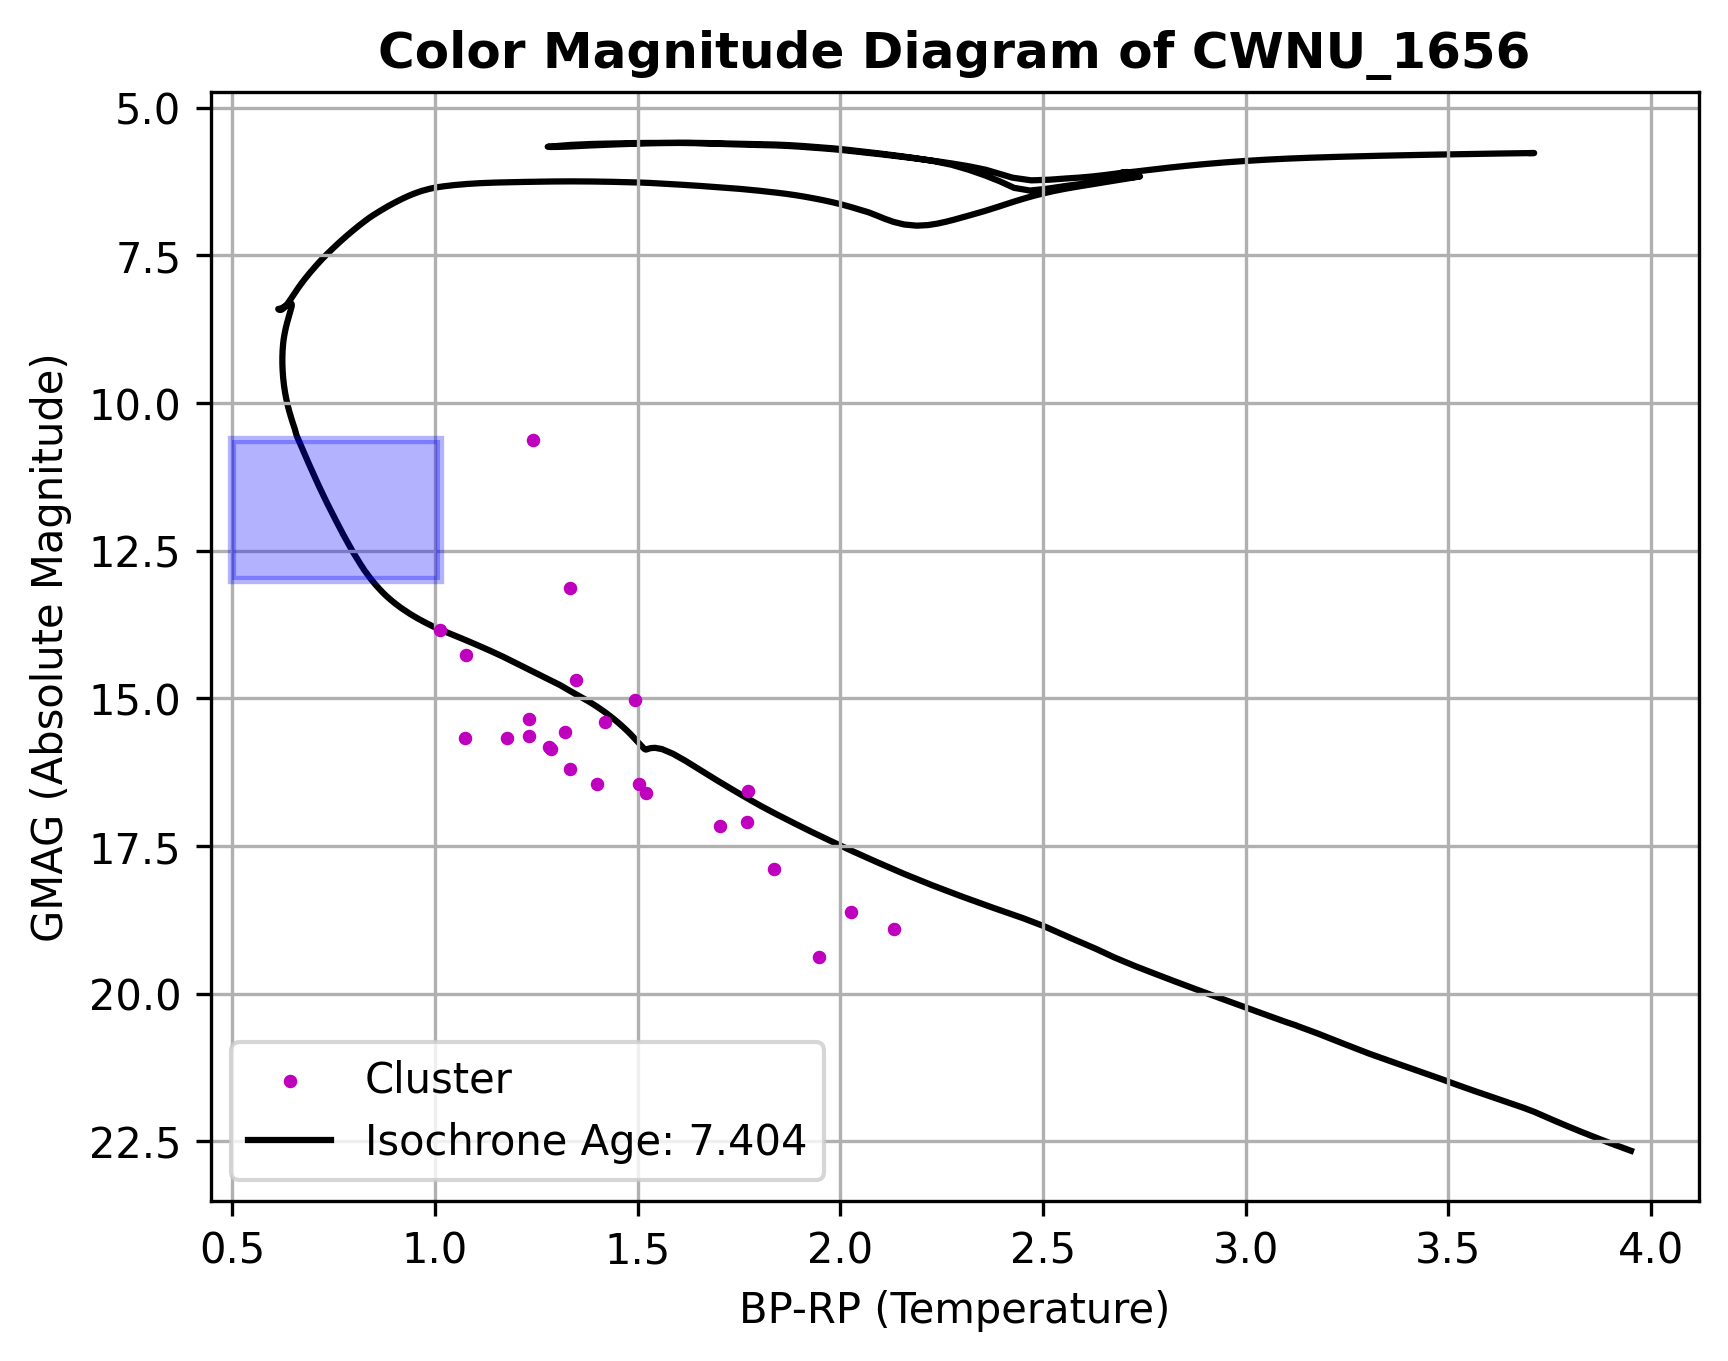 Color Magnitude Diagram of CWNU_1656
GMAG (Absolute Magnitude)
5.0
7.5
10.0
12.5
15.0
17.5
20.0
22.5
Cluster
Isochrone Age: 7.404
0.5 1.0 1.5 2.0 2.5 3.0 3.5 4.0
BP-RP (Temperature)